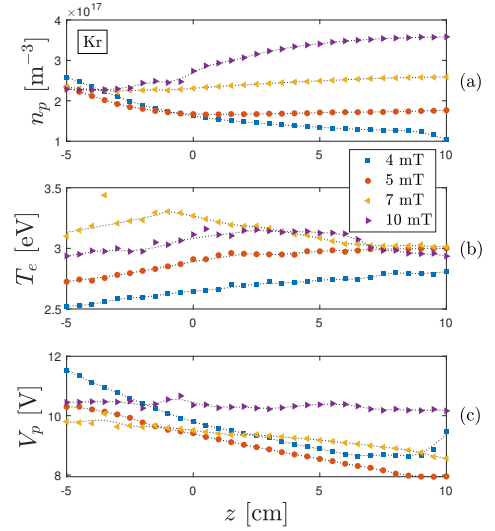 × 10^17
4
3
2
1
n_p [m^−3]
Kr
(a)
-5
0
5
10
4 mT
5 mT
7 mT
10 mT
3.5
3
2.5
T_e [eV]
(b)
-5
0
5
10
12
10
8
V_p [V]
(c)
-5
0
5
10
z [cm]